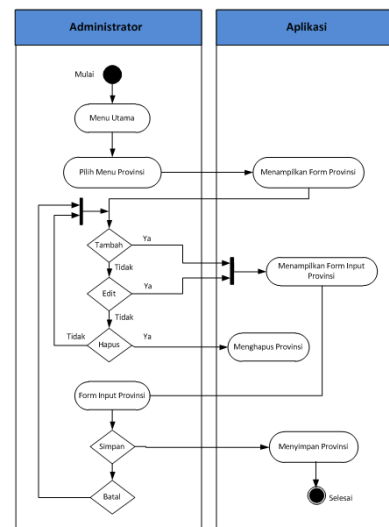 Administrator
Aplikasi
Mulai
Menu Utama
Pilih Menu Provinsi
Menampilkan Form Provinsi
Tambah
Ya
Tidak
Menampilkan Form Input
Provinsi
Edit
Ya
Tidak
Hapus
Tidak
Ya
Menghapus Provinsi
Form Input Provinsi
Simpan
Menyimpan Provinsi
Batal
Selesai